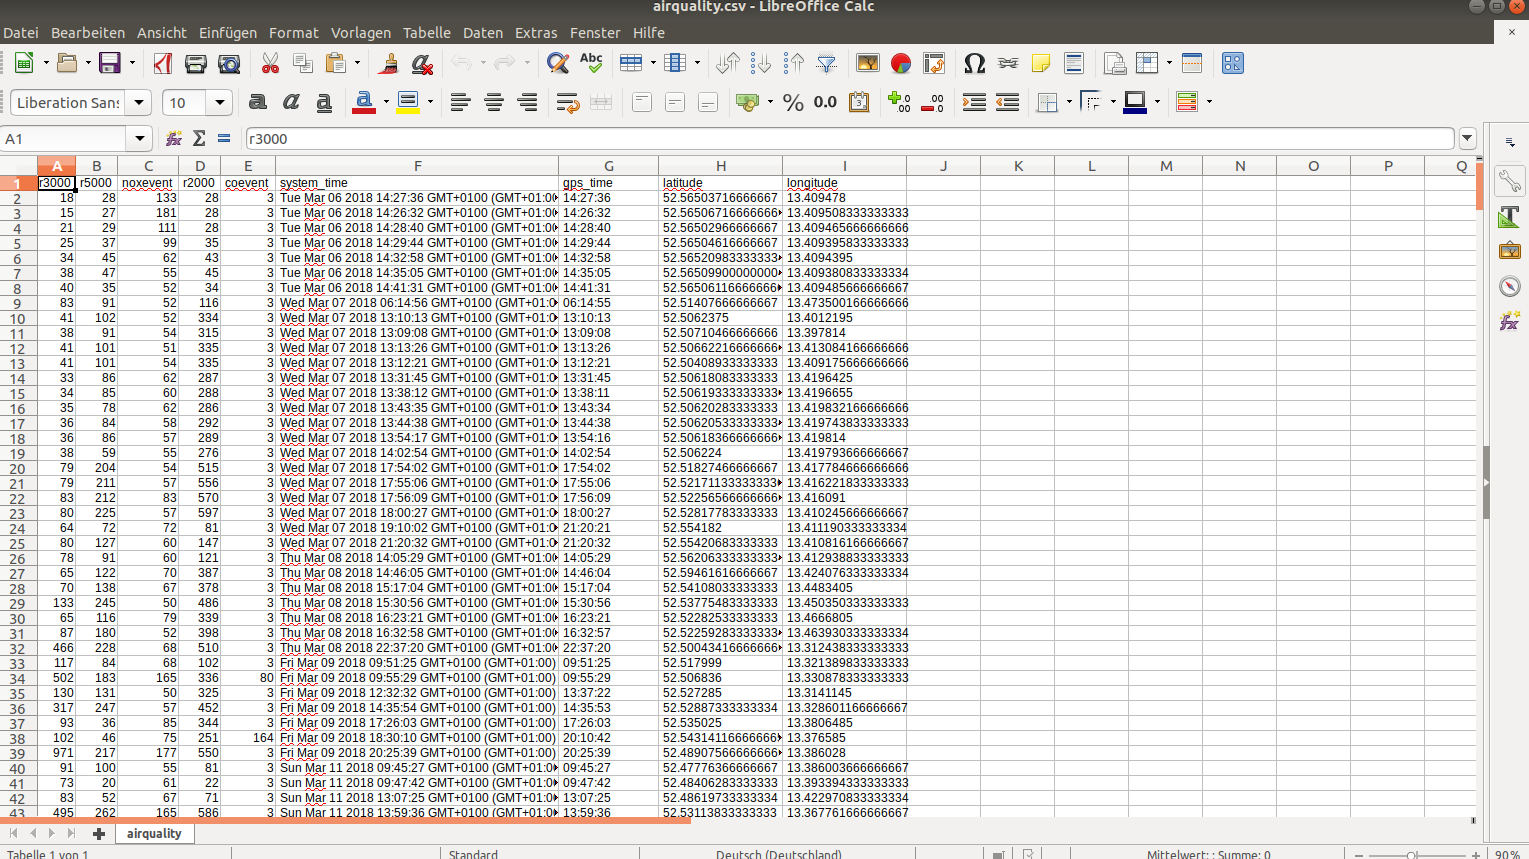 airquality.csv - LibreOffice Calc
Datei Bearbeiten Ansicht Einfügen Format Vorlagen Tabelle Daten Extras Fenster Hilfe
Liberation Sans 10
A1 r3000
A B C D E F G H I J K L M N O P Q
1 r3000 r5000 noxevent r2000 coevent system_time gps_time latitude longitude
2 18 28 133 28 3 Tue Mar 06 2018 14:27:36 GMT+0100 (GMT+01:00 14:27:36 52.56503716666667 13.409478
3 15 27 181 28 3 Tue Mar 06 2018 14:26:32 GMT+0100 (GMT+01:00 14:26:32 52.56506716666666 13.409508333333333
4 21 29 111 28 3 Tue Mar 06 2018 14:28:40 GMT+0100 (GMT+01:00 14:28:40 52.56502966666667 13.409465666666666
5 25 37 99 35 3 Tue Mar 06 2018 14:29:44 GMT+0100 (GMT+01:00 14:29:44 52.56504616666667 13.409395833333333
6 34 45 62 43 3 Tue Mar 06 2018 14:32:58 GMT+0100 (GMT+01:00 14:32:58 52.56520983333333 13.4094395
7 38 47 55 45 3 Tue Mar 06 2018 14:35:05 GMT+0100 (GMT+01:00 14:35:05 52.56509900000000 13.409380833333334
8 40 35 52 34 3 Tue Mar 06 2018 14:41:31 GMT+0100 (GMT+01:00 14:41:31 52.56506116666666 13.409485666666667
9 83 91 52 116 3 Wed Mar 07 2018 06:14:56 GMT+0100 (GMT+01:0 06:14:55 52.51407666666667 13.473500166666666
10 41 102 52 334 3 Wed Mar 07 2018 13:10:13 GMT+0100 (GMT+01:0 13:10:13 52.5062375 13.4012195
11 38 91 54 315 3 Wed Mar 07 2018 13:09:08 GMT+0100 (GMT+01:0 13:09:08 52.50710466666666 13.397814
12 41 101 51 335 3 Wed Mar 07 2018 13:13:26 GMT+0100 (GMT+01:0 13:13:26 52.50662216666666 13.413084166666666
13 41 101 54 335 3 Wed Mar 07 2018 13:12:21 GMT+0100 (GMT+01:0 13:12:21 52.50408933333333 13.409175666666666
14 33 86 62 287 3 Wed Mar 07 2018 13:31:45 GMT+0100 (GMT+01:0 13:31:45 52.50618083333333 13.4196425
15 34 85 60 288 3 Wed Mar 07 2018 13:38:12 GMT+0100 (GMT+01:0 13:38:11 52.50619333333333 13.4196655
16 35 78 62 286 3 Wed Mar 07 2018 13:43:35 GMT+0100 (GMT+01:0 13:43:34 52.50620283333333 13.419832166666666
17 36 84 58 292 3 Wed Mar 07 2018 13:44:38 GMT+0100 (GMT+01:0 13:44:38 52.50620533333333 13.419743833333333
18 36 86 57 289 3 Wed Mar 07 2018 13:54:17 GMT+0100 (GMT+01:0 13:54:16 52.50618366666666 13.419814
19 38 59 55 276 3 Wed Mar 07 2018 14:02:54 GMT+0100 (GMT+01:0 14:02:54 52.506224 13.419793666666667
20 79 204 54 515 3 Wed Mar 07 2018 17:54:02 GMT+0100 (GMT+01:0 17:54:02 52.51827466666667 13.417784666666666
21 79 211 57 556 3 Wed Mar 07 2018 17:55:06 GMT+0100 (GMT+01:0 17:55:06 52.52171133333333 13.416221833333333
22 83 212 83 570 3 Wed Mar 07 2018 17:56:09 GMT+0100 (GMT+01:0 17:56:09 52.52256566666666 13.416091
23 80 225 57 597 3 Wed Mar 07 2018 18:00:27 GMT+0100 (GMT+01:0 18:00:27 52.52817783333333 13.410245666666667
24 64 72 72 81 3 Wed Mar 07 2018 19:10:02 GMT+0100 (GMT+01:0 21:20:21 52.554182 13.411190333333334
25 80 127 60 147 3 Wed Mar 07 2018 21:20:32 GMT+0100 (GMT+01:0 21:20:32 52.55420683333333 13.410816166666667
26 78 91 60 121 3 Thu Mar 08 2018 14:05:29 GMT+0100 (GMT+01:00 14:05:29 52.56206333333333 13.412938833333333
27 65 122 70 387 3 Thu Mar 08 2018 14:46:05 GMT+0100 (GMT+01:00 14:46:04 52.59461616666667 13.424076333333334
28 70 138 67 378 3 Thu Mar 08 2018 15:17:04 GMT+0100 (GMT+01:00 15:17:04 52.54108033333333 13.4483405
29 133 245 50 486 3 Thu Mar 08 2018 15:30:56 GMT+0100 (GMT+01:00 15:30:56 52.53775483333333 13.450350333333333
30 65 116 79 339 3 Thu Mar 08 2018 16:23:21 GMT+0100 (GMT+01:00 16:23:21 52.52282533333333 13.4666805
31 87 180 52 398 3 Thu Mar 08 2018 16:32:58 GMT+0100 (GMT+01:00 16:32:57 52.52259283333333 13.463930333333334
32 466 228 68 510 3 Thu Mar 08 2018 22:37:20 GMT+0100 (GMT+01:00 22:37:20 52.50043416666666 13.312438333333333
33 117 84 68 102 3 Fri Mar 09 2018 09:51:25 GMT+0100 (GMT+01:00) 09:51:25 52.517999 13.321389833333333
34 502 183 165 336 80 Fri Mar 09 2018 09:55:29 GMT+0100 (GMT+01:00) 09:55:29 52.506836 13.330878333333333
35 130 131 50 325 3 Fri Mar 09 2018 12:32:32 GMT+0100 (GMT+01:00) 13:37:22 52.527285 13.3141145
36 317 247 57 452 3 Fri Mar 09 2018 14:35:54 GMT+0100 (GMT+01:00) 14:35:53 52.52887333333334 13.328601166666667
37 93 36 85 344 3 Fri Mar 09 2018 17:26:03 GMT+0100 (GMT+01:00) 17:26:03 52.535025 13.3806485
38 102 46 75 251 164 Fri Mar 09 2018 18:30:10 GMT+0100 (GMT+01:00) 20:10:42 52.54314116666666 13.376585
39 971 217 177 550 3 Fri Mar 09 2018 20:25:39 GMT+0100 (GMT+01:00) 20:25:39 52.48907566666666 13.386028
40 91 100 55 81 3 Sun Mar 11 2018 09:45:27 GMT+0100 (GMT+01:00 09:45:27 52.47776366666667 13.386003666666667
41 73 20 61 22 3 Sun Mar 11 2018 09:47:42 GMT+0100 (GMT+01:00 09:47:42 52.48406283333333 13.393394333333333
42 83 52 67 71 3 Sun Mar 11 2018 13:07:25 GMT+0100 (GMT+01:00 13:07:25 52.48619733333334 13.422970833333334
43 495 262 165 586 3 Sun Mar 11 2018 13:59:36 GMT+0100 (GMT+01:00 13:59:36 52.53113833333333 13.367761666666667
airquality
Tabelle 1 von 1 Standard Deutsch (Deutschland) Mittelwert: ; Summe: 0 90%